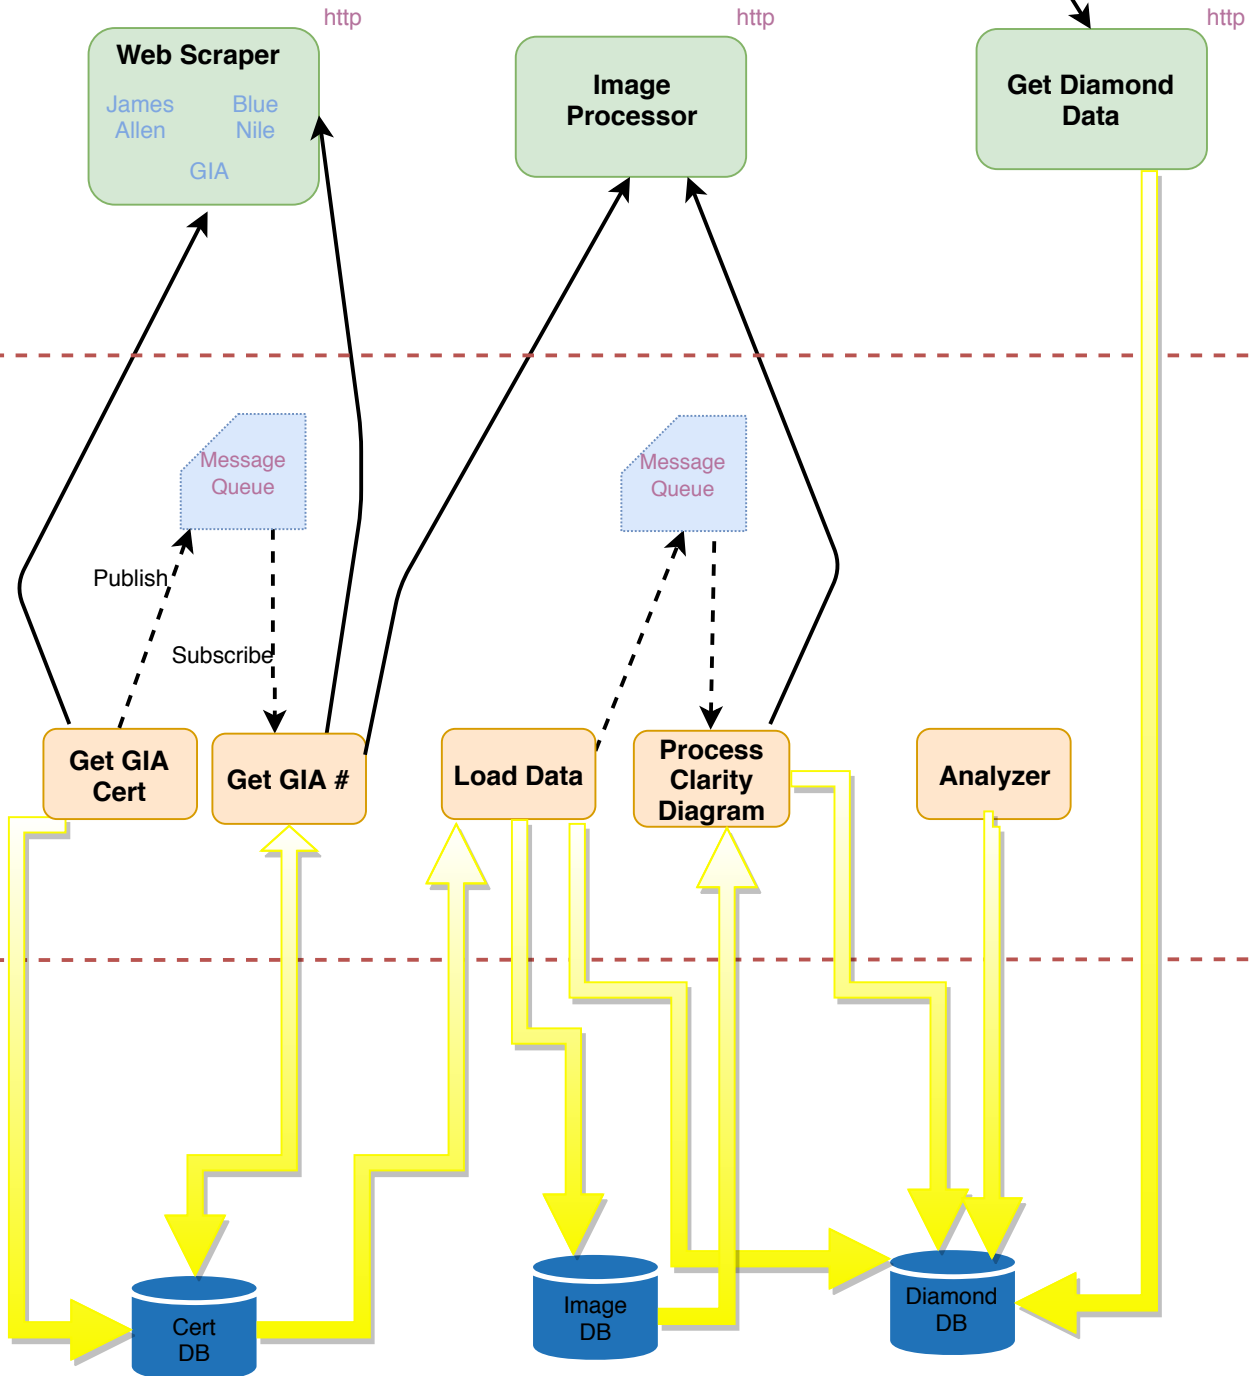 http
http
http
Web Scraper
James
Allen
Blue
Nile
GIA
Image
Processor
Get Diamond
Data
Message
Queue
Message
Queue
Publish
Subscribe
Get GIA
Cert
Get GIA #
Load Data
Process
Clarity
Diagram
Analyzer
Cert
DB
Image
DB
Diamond
DB